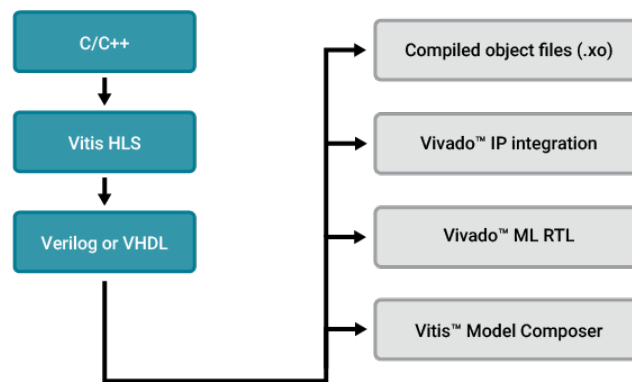 C/C++
Vitis HLS
Verilog or VHDL
Compiled object files (.xo)
Vivado™ IP integration
Vivado™ ML RTL
Vitis™ Model Composer